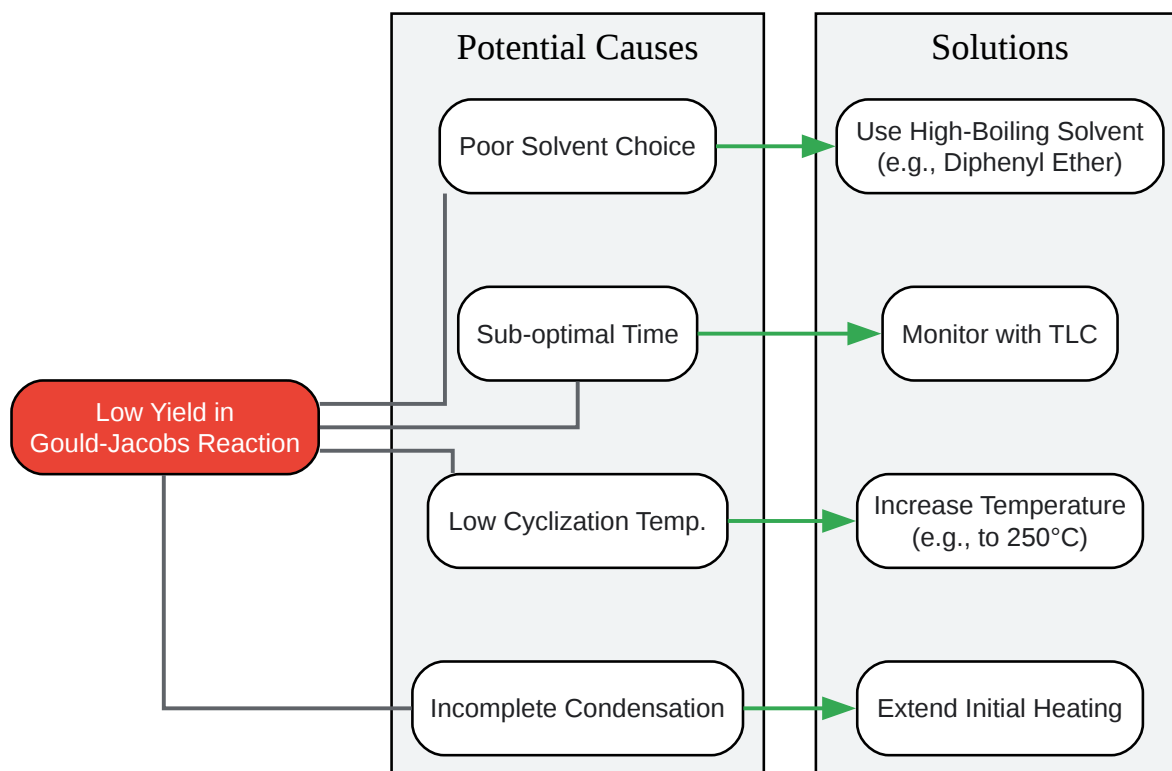 Potential Causes
Solutions
Poor Solvent Choice
Use High-Boiling Solvent
(e.g., Diphenyl Ether)
Sub-optimal Time
Monitor with TLC
Low Yield in
Gould-Jacobs Reaction
Low Cyclization Temp.
Increase Temperature
(e.g., to 250°C)
Incomplete Condensation
Extend Initial Heating